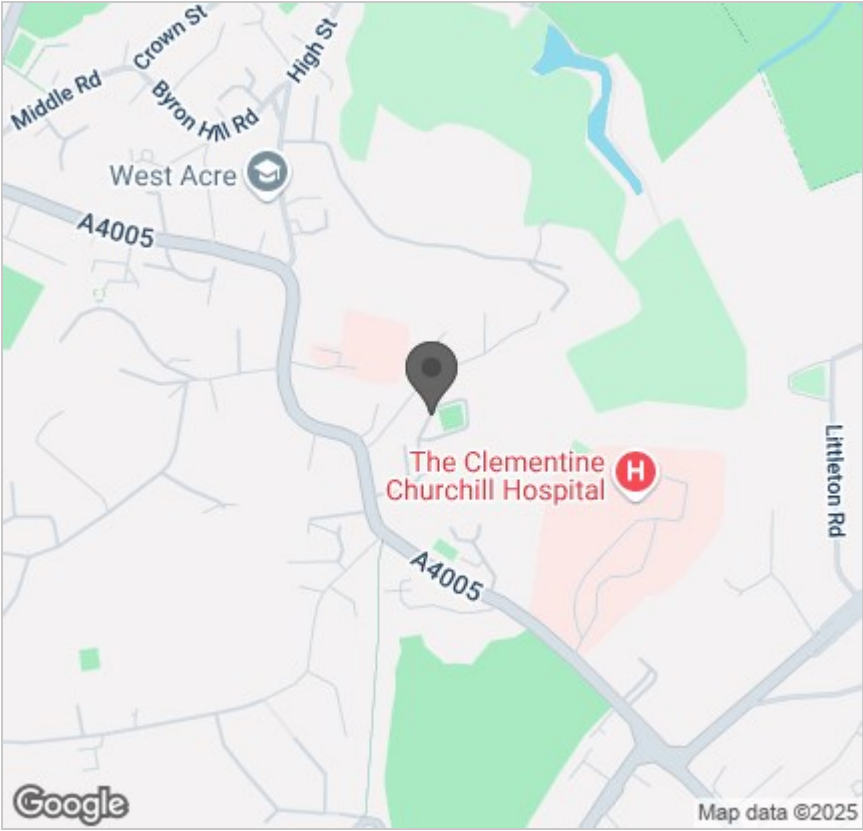 Crown St
High St
Middle Rd
Byron Hill Rd
West Acre
A4005
The Clementine
Churchill Hospital
H
Littleton Rd
A4005
Google
Map data ©2025